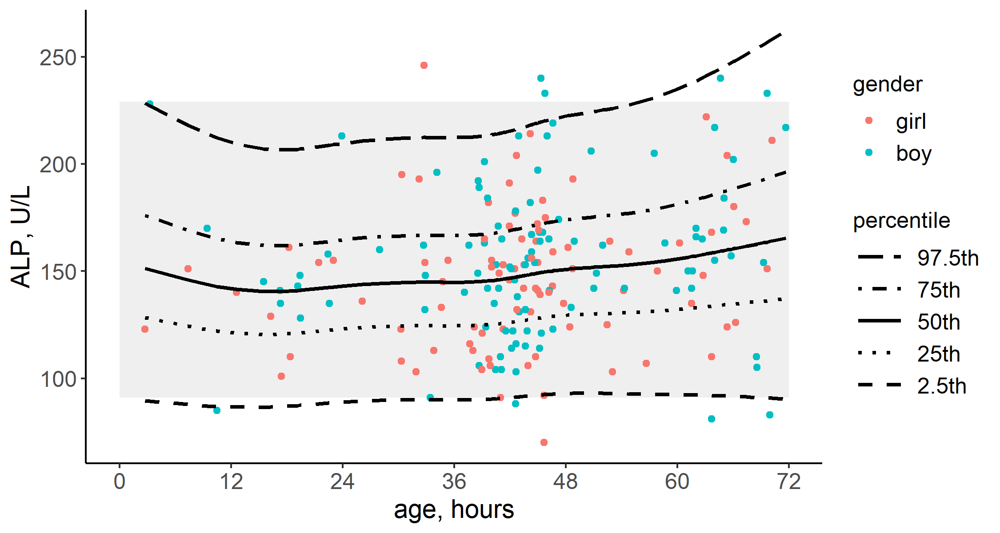 250
200
150
100
ALP, U/L
0 12 24 36 48 60 72
age, hours
gender
girl
boy
percentile
97.5th
75th
50th
25th
2.5th